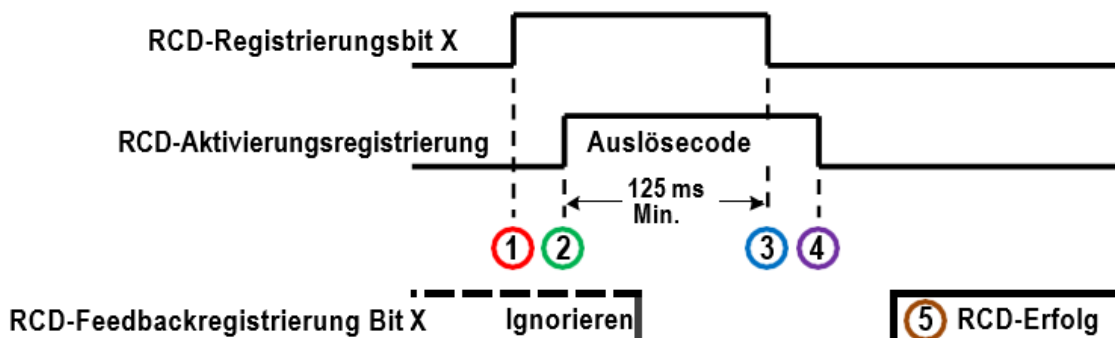 RCD-Registrierungsbit X
RCD-Aktivierungsregistrierung
Auslösecode
125 ms
Min.
1 2 3 4
RCD-Feedbackregistrierung Bit X
Ignorieren
5 RCD-Erfolg